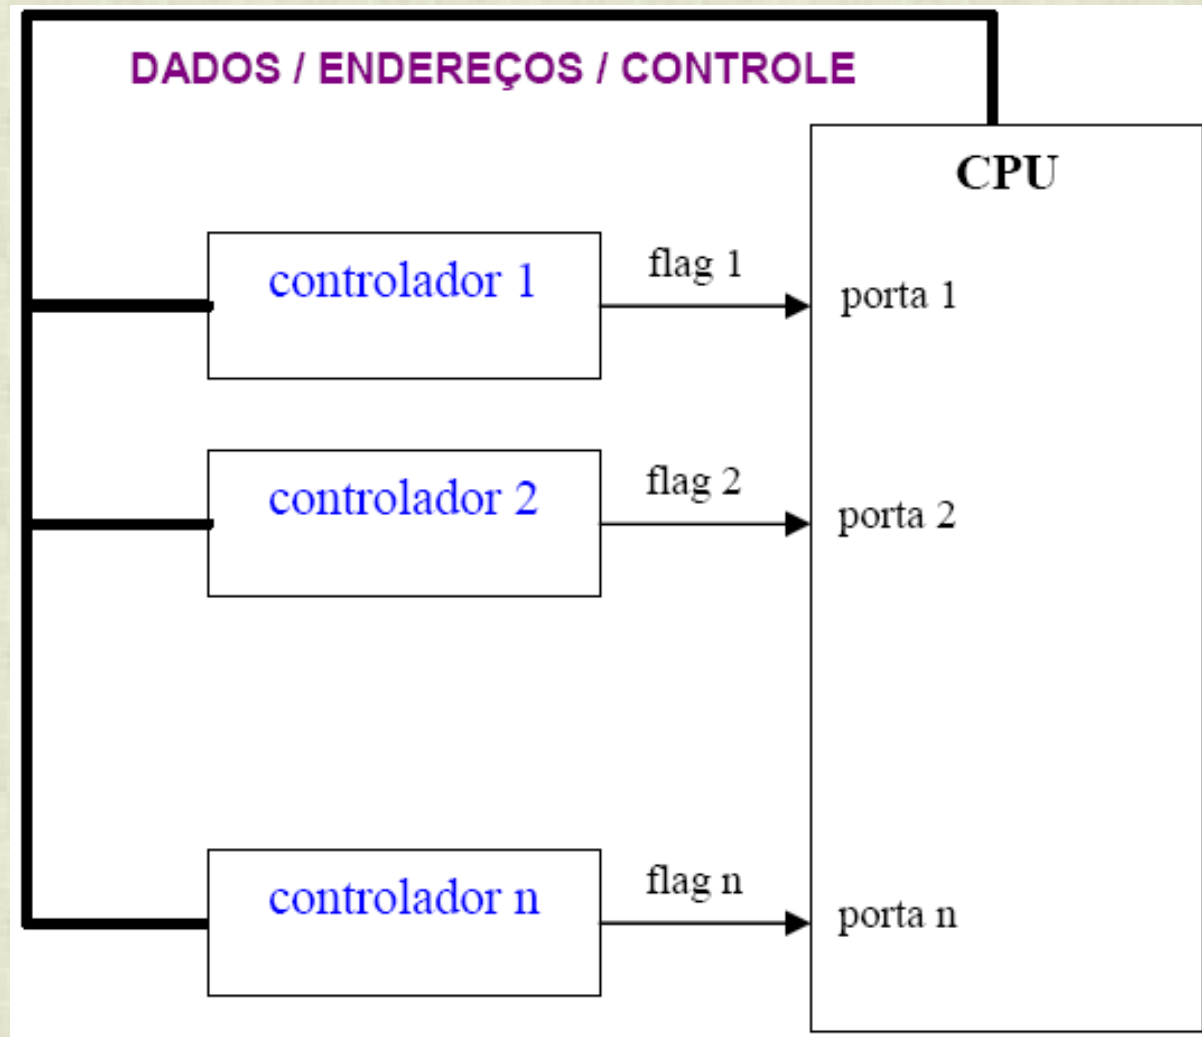 DADOS / ENDEREÇOS / CONTROLE
CPU
controlador 1
flag 1
porta 1
controlador 2
flag 2
porta 2
controlador n
flag n
porta n